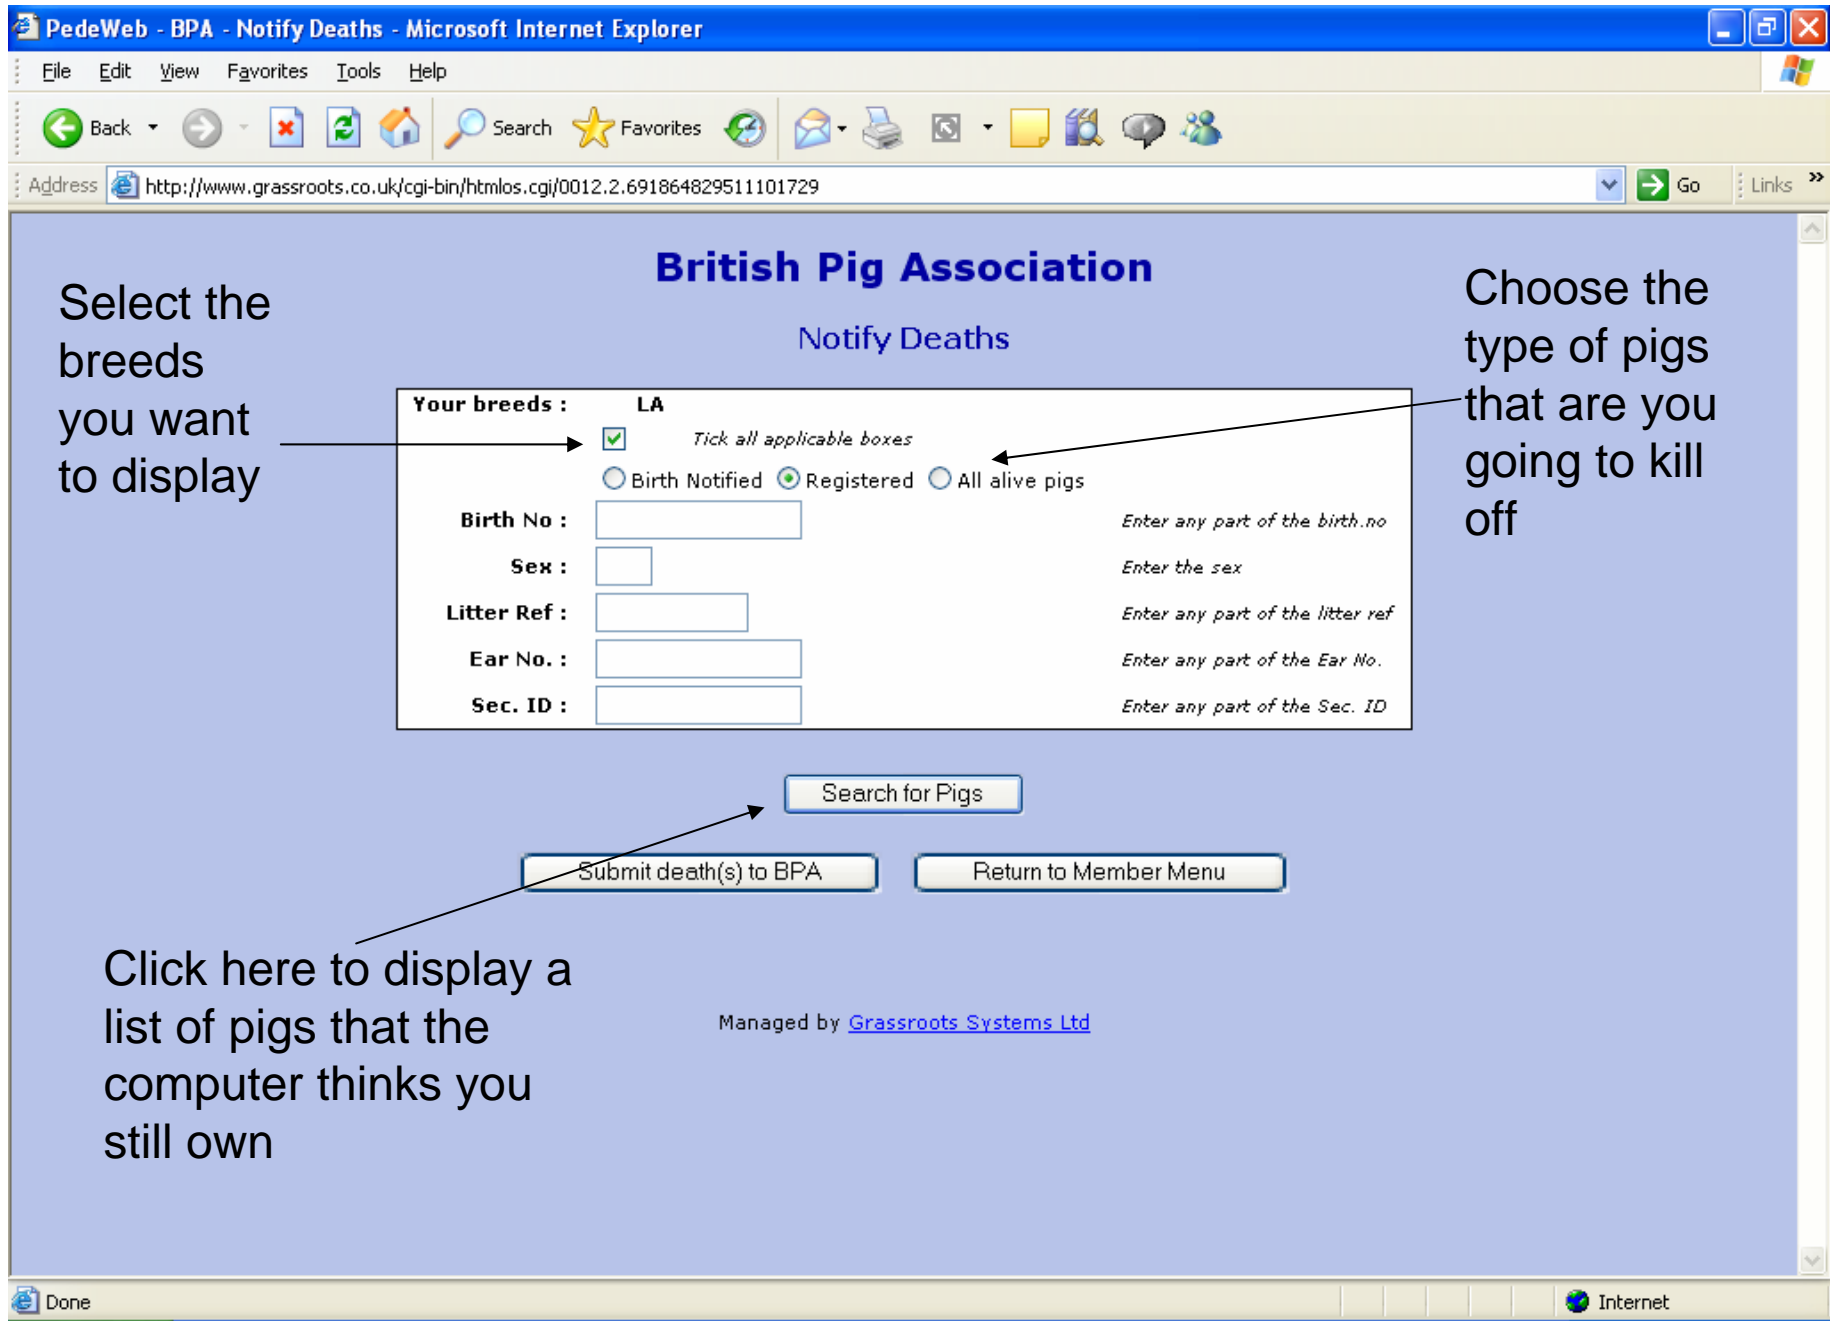 PedeWeb - BPA - Notify Deaths - Microsoft Internet Explorer
File Edit View Favorites Tools Help
Back Search Favorites
Address http://www.grassroots.co.uk/cgi-bin/htmlos.cgi/0012.2.691864829511101729 Go Links »
British Pig Association
Notify Deaths
Select the
breeds
you want
to display
Choose the
type of pigs
that are you
going to kill
off
Your breeds : LA
Tick all applicable boxes
Birth Notified Registered All alive pigs
Birth No : Enter any part of the birth.no
Sex : Enter the sex
Litter Ref : Enter any part of the litter ref
Ear No. : Enter any part of the Ear No.
Sec. ID : Enter any part of the Sec. ID
Search for Pigs
Submit death(s) to BPA Return to Member Menu
Click here to display a
list of pigs that the
computer thinks you
still own
Managed by Grassroots Systems Ltd
Done Internet